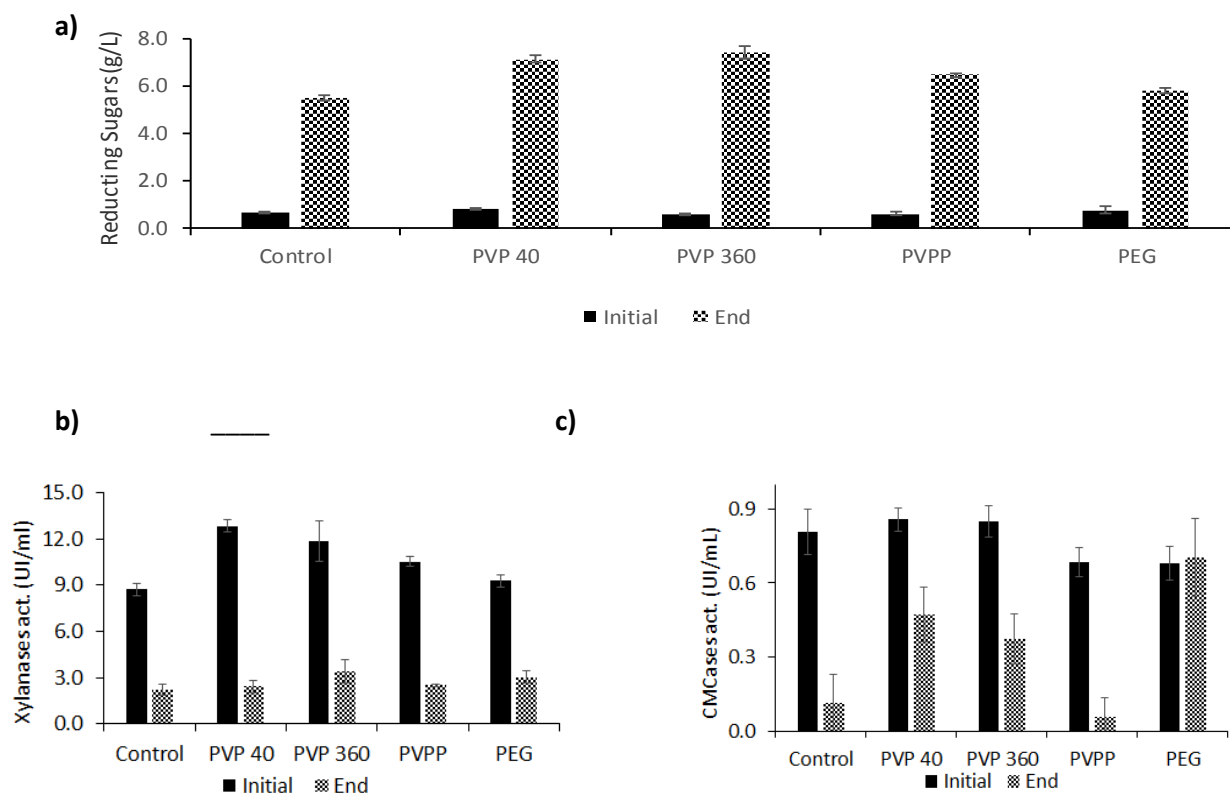 a)
Reducting Sugars (g/L)
8.0
6.0
4.0
2.0
0.0
Control PVP 40 PVP 360 PVPP PEG
Initial End
b)
Xylanases act. (UI/ml)
15.0
12.0
9.0
6.0
3.0
0.0
Control PVP 40 PVP 360 PVPP PEG
Initial End
c)
CMCases act. (UI/mL)
0.9
0.6
0.3
0.0
Control PVP 40 PVP 360 PVPP PEG
Initial End